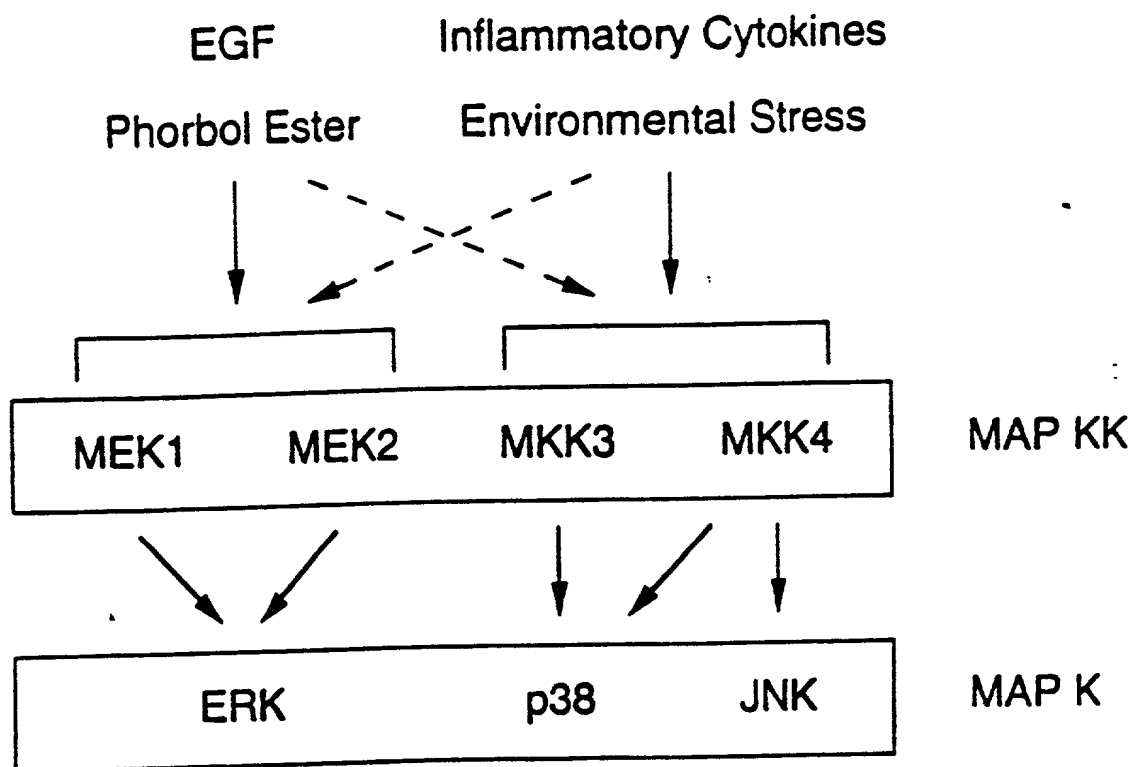 EGF
Inflammatory Cytokines
Phorbol Ester
Environmental Stress
MEK1 MEK2 MKK3 MKK4
MAP KK
ERK p38 JNK
MAP K